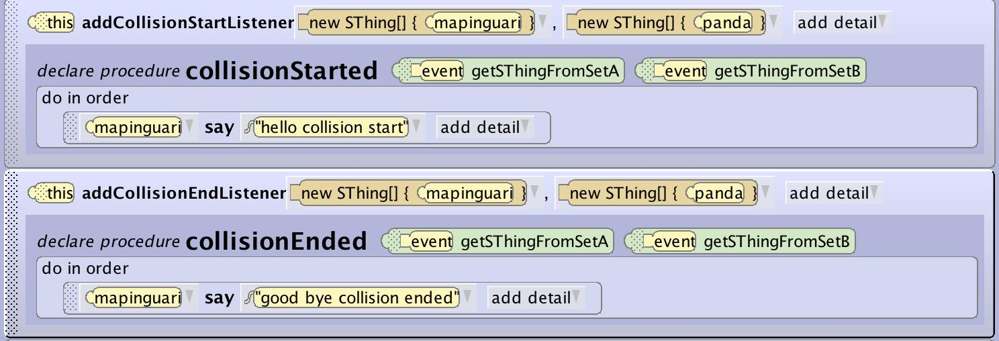 this addCollisionStartListener new SThing[] { mapinguari } , new SThing[] { panda } add detail
declare procedure collisionStarted event getSThingFromSetA event getSThingFromSetB
do in order
mapinguari say "hello collision start" add detail
this addCollisionEndListener new SThing[] { mapinguari } , new SThing[] { panda } add detail
declare procedure collisionEnded event getSThingFromSetA event getSThingFromSetB
do in order
mapinguari say "good bye collision ended" add detail